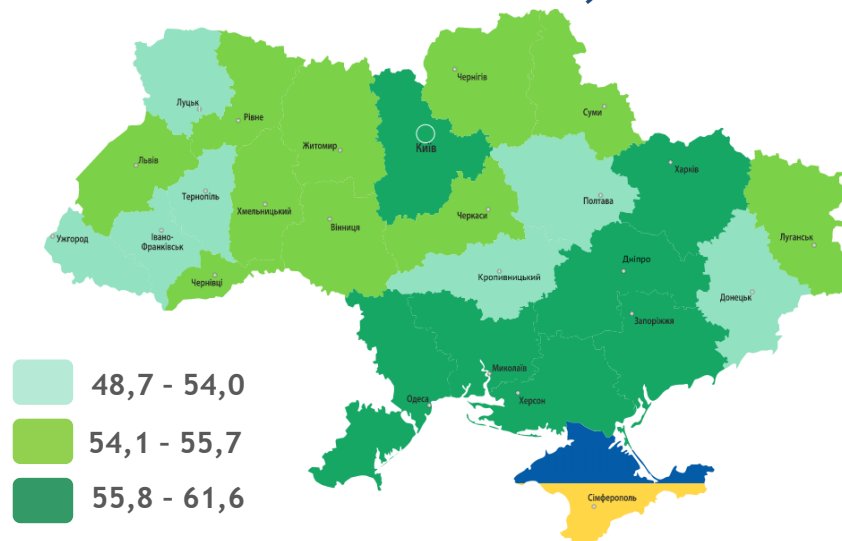 Чернігів
Луцьк
Рівне
Суми
Житомир
Київ
Львів
Харків
Тернопіль
Хмельницький
Полтава
Черкаси
Вінниця
Івано-
Франківськ
Ужгород
Луганськ
Дніпро
Кропивницький
Чернівці
Донецьк
Запоріжжя
Миколаїв
48,7 - 54,0
Одеса
Херсон
54,1 - 55,7
55,8 - 61,6
Сімферополь